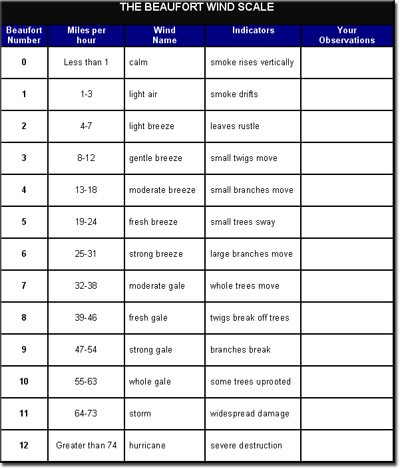 THE BEAUFORT WIND SCALE
Beaufort Number Miles per hour Wind Name Indicators Your Observations
0 Less than 1 calm smoke rises vertically
1 1-3 light air smoke drifts
2 4-7 light breeze leaves rustle
3 8-12 gentle breeze small twigs move
4 13-18 moderate breeze small branches move
5 19-24 fresh breeze small trees sway
6 25-31 strong breeze large branches move
7 32-38 moderate gale whole trees move
8 39-46 fresh gale twigs break off trees
9 47-54 strong gale branches break
10 55-63 whole gale some trees uprooted
11 64-73 storm widespread damage
12 Greater than 74 hurricane severe destruction